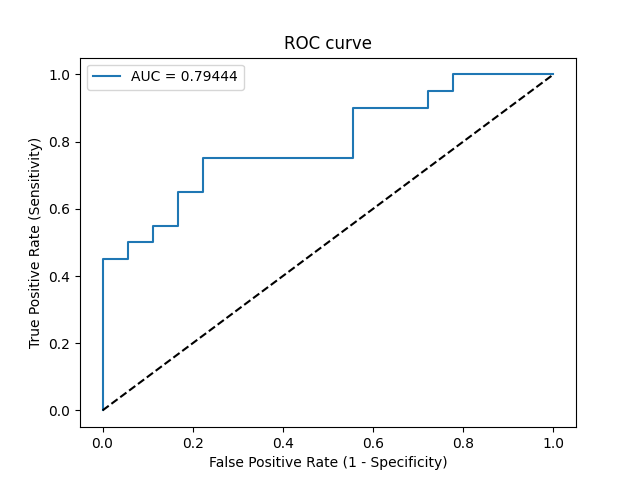 ROC curve
AUC = 0.79444
True Positive Rate (Sensitivity)
1.0
0.8
0.6
0.4
0.2
0.0
0.0 0.2 0.4 0.6 0.8 1.0
False Positive Rate (1 - Specificity)